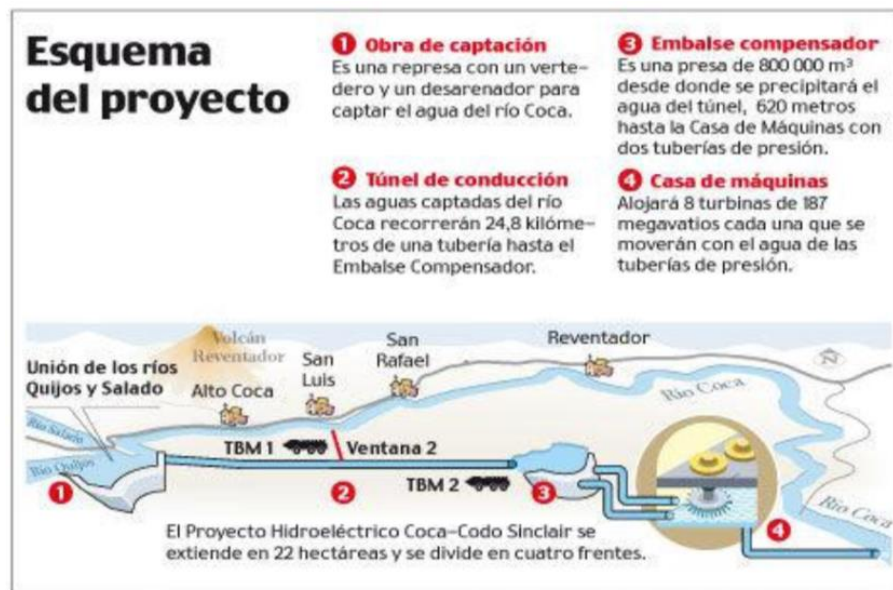 Esquema
del proyecto
1 Obra de captación
Es una represa con un verte-
dero y un desarenador para
captar el agua del río Coca.
2 Túnel de conducción
Las aguas captadas del río
Coca recorrerán 24,8 kilóme-
tros de una tubería hasta el
Embalse Compensador.
3 Embalse compensador
Es una presa de 800 000 m³
desde donde se precipitará el
agua del túnel, 620 metros
hasta la Casa de Máquinas con
dos tuberías de presión.
4 Casa de máquinas
Alojará 8 turbinas de 187
megavatios cada una que se
moverán con el agua de las
tuberías de presión.
Volcán
Reventador
Unión de los ríos
Quijos y Salado
Alto Coca
San
Luis
San
Rafael
Reventador
N
Río Coca
Río Salado
Río Quijos
TBM 1
Ventana 2
TBM 2
1
2
3
4
Río Coca
El Proyecto Hidroeléctrico Coca-Codo Sinclair se
extiende en 22 hectáreas y se divide en cuatro frentes.